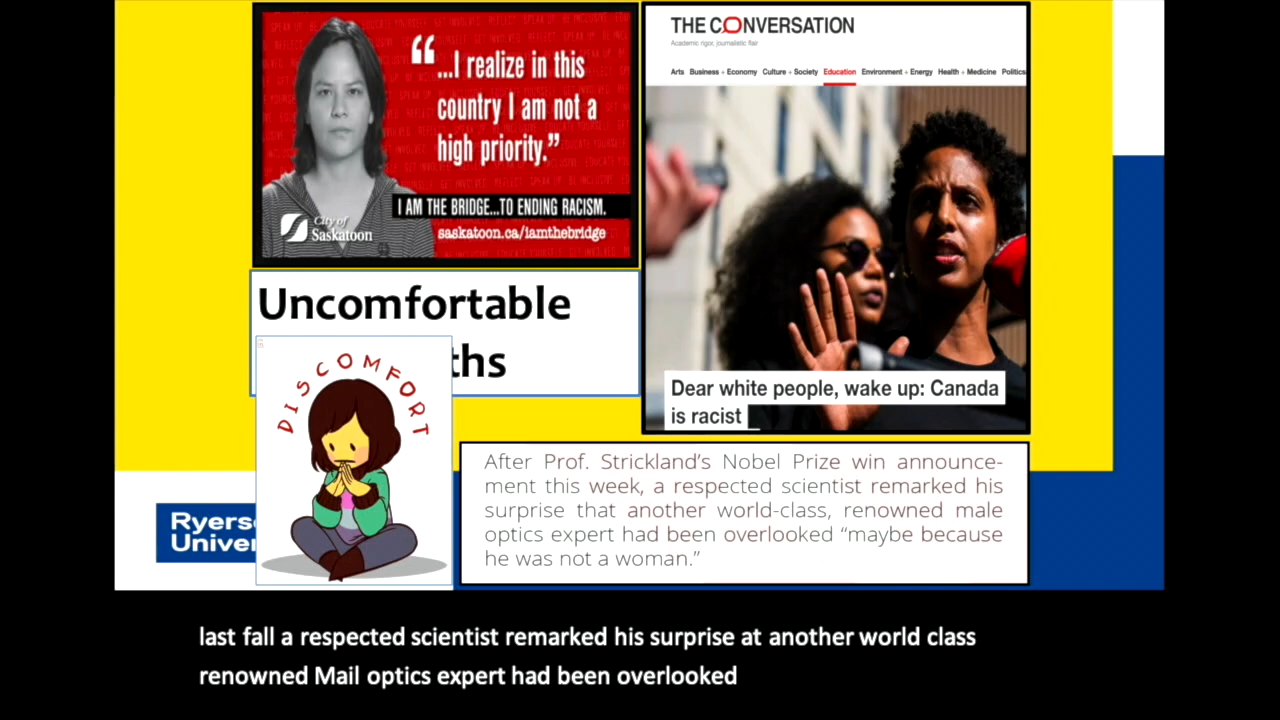 “
...I realize in this
country I am not a
high priority.”
I AM THE BRIDGE...TO ENDING RACISM.
City of
Saskatoon
saskatoon.ca/iamthebridge
THE CONVERSATION
Academic rigor, journalistic flair
Arts Business + Economy Culture + Society Education Environment + Energy Health + Medicine Politics
Dear white people, wake up: Canada
is racist
Uncomfortable
ths
DISCOMFORT
After Prof. Strickland’s Nobel Prize win announce-
ment this week, a respected scientist remarked his
surprise that another world-class, renowned male
optics expert had been overlooked “maybe because
he was not a woman.”
Ryers
Univer
last fall a respected scientist remarked his surprise at another world class
renowned Mail optics expert had been overlooked